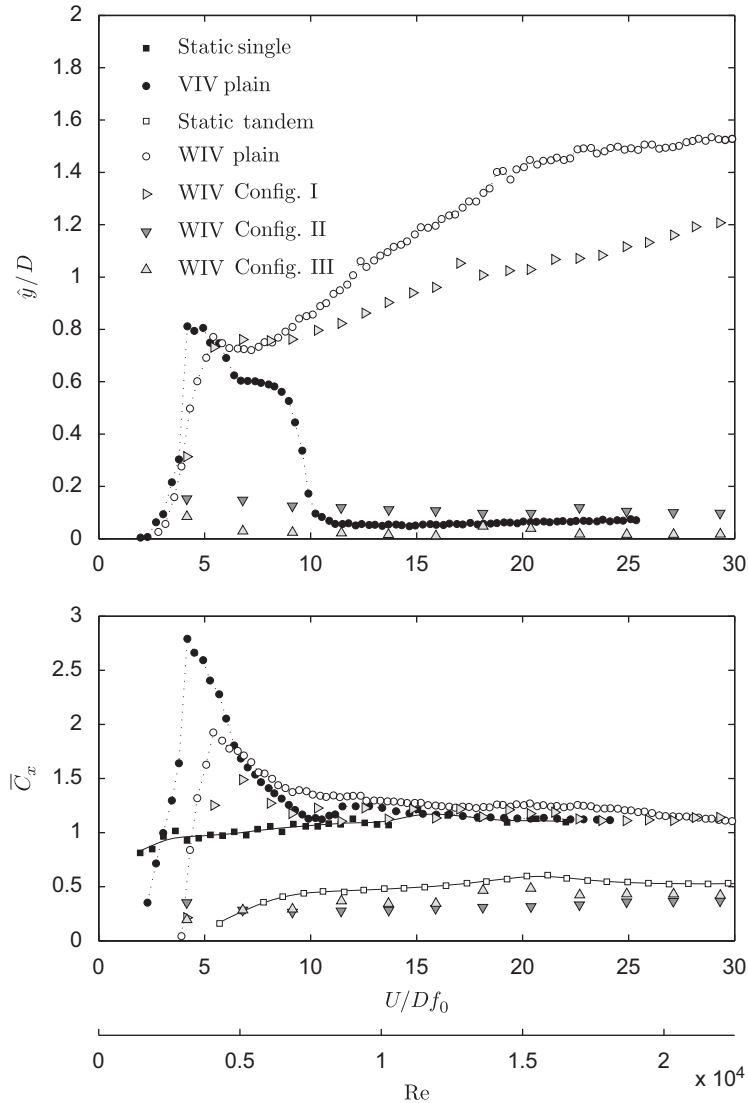 2
1.8
1.6
1.4
1.2
1
0.8
0.6
0.4
0.2
0
ŷ/D
Static single
VIV plain
Static tandem
WIV plain
WIV Config. I
WIV Config. II
WIV Config. III
0 5 10 15 20 25 30
3
2.5
2
1.5
1
0.5
0
C̅x
0 5 10 15 20 25 30
U/Df0
0 0.5 1 1.5 2
x 10^4
Re